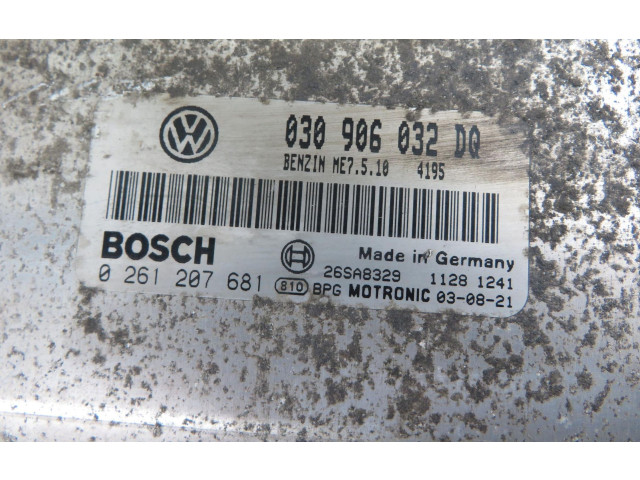 030 906 032 DQ
BENZIN ME7.5.10 4195
BOSCH
Made in Germany
26SA8329 1128 1241
0 261 207 681 810 BPG MOTRONIC 03-08-21